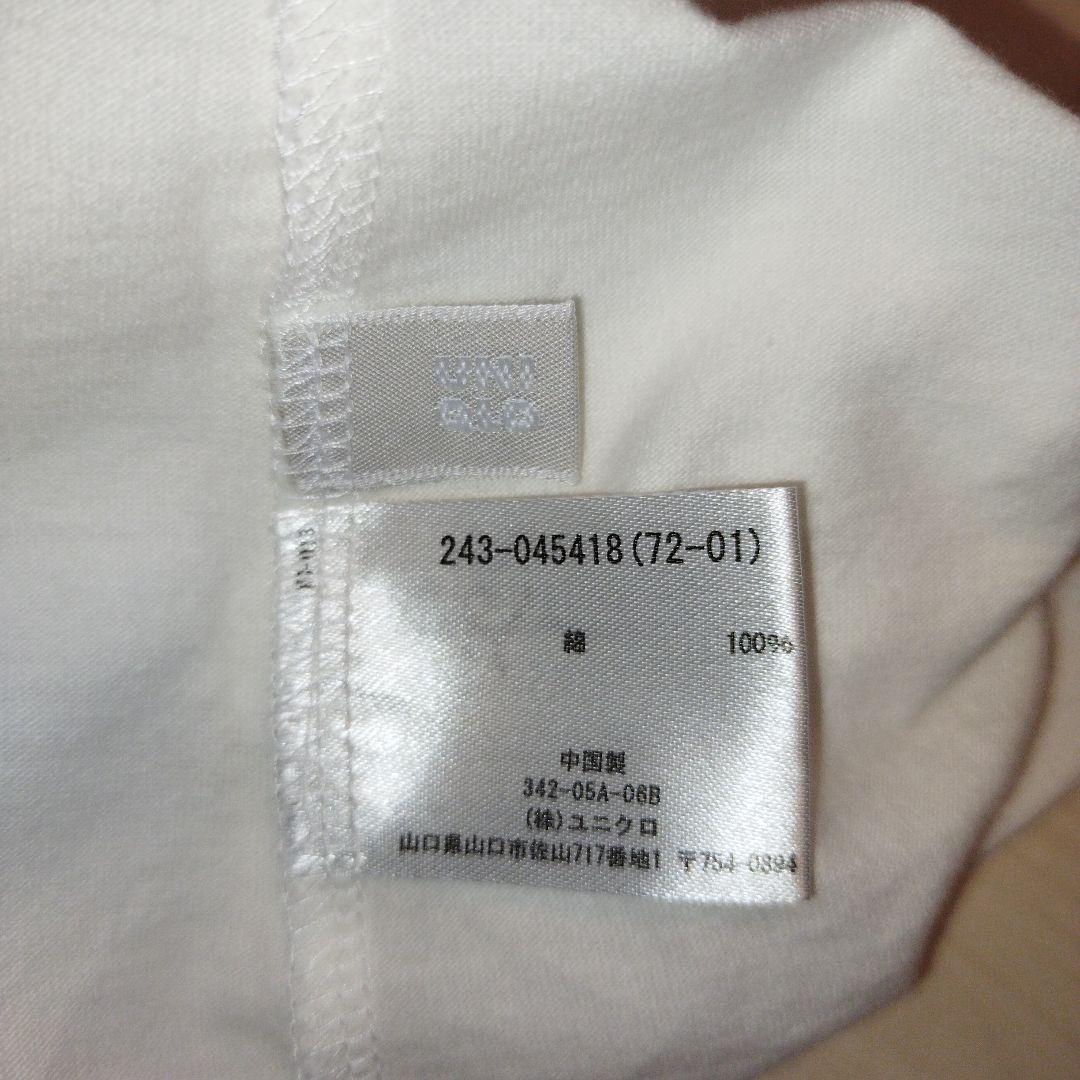 UNI
243-045418(72-01)
綿 100%
中国製
342-05A-06B
(株)ユニクロ
山口県山口市佐山717番地1 〒754-0894